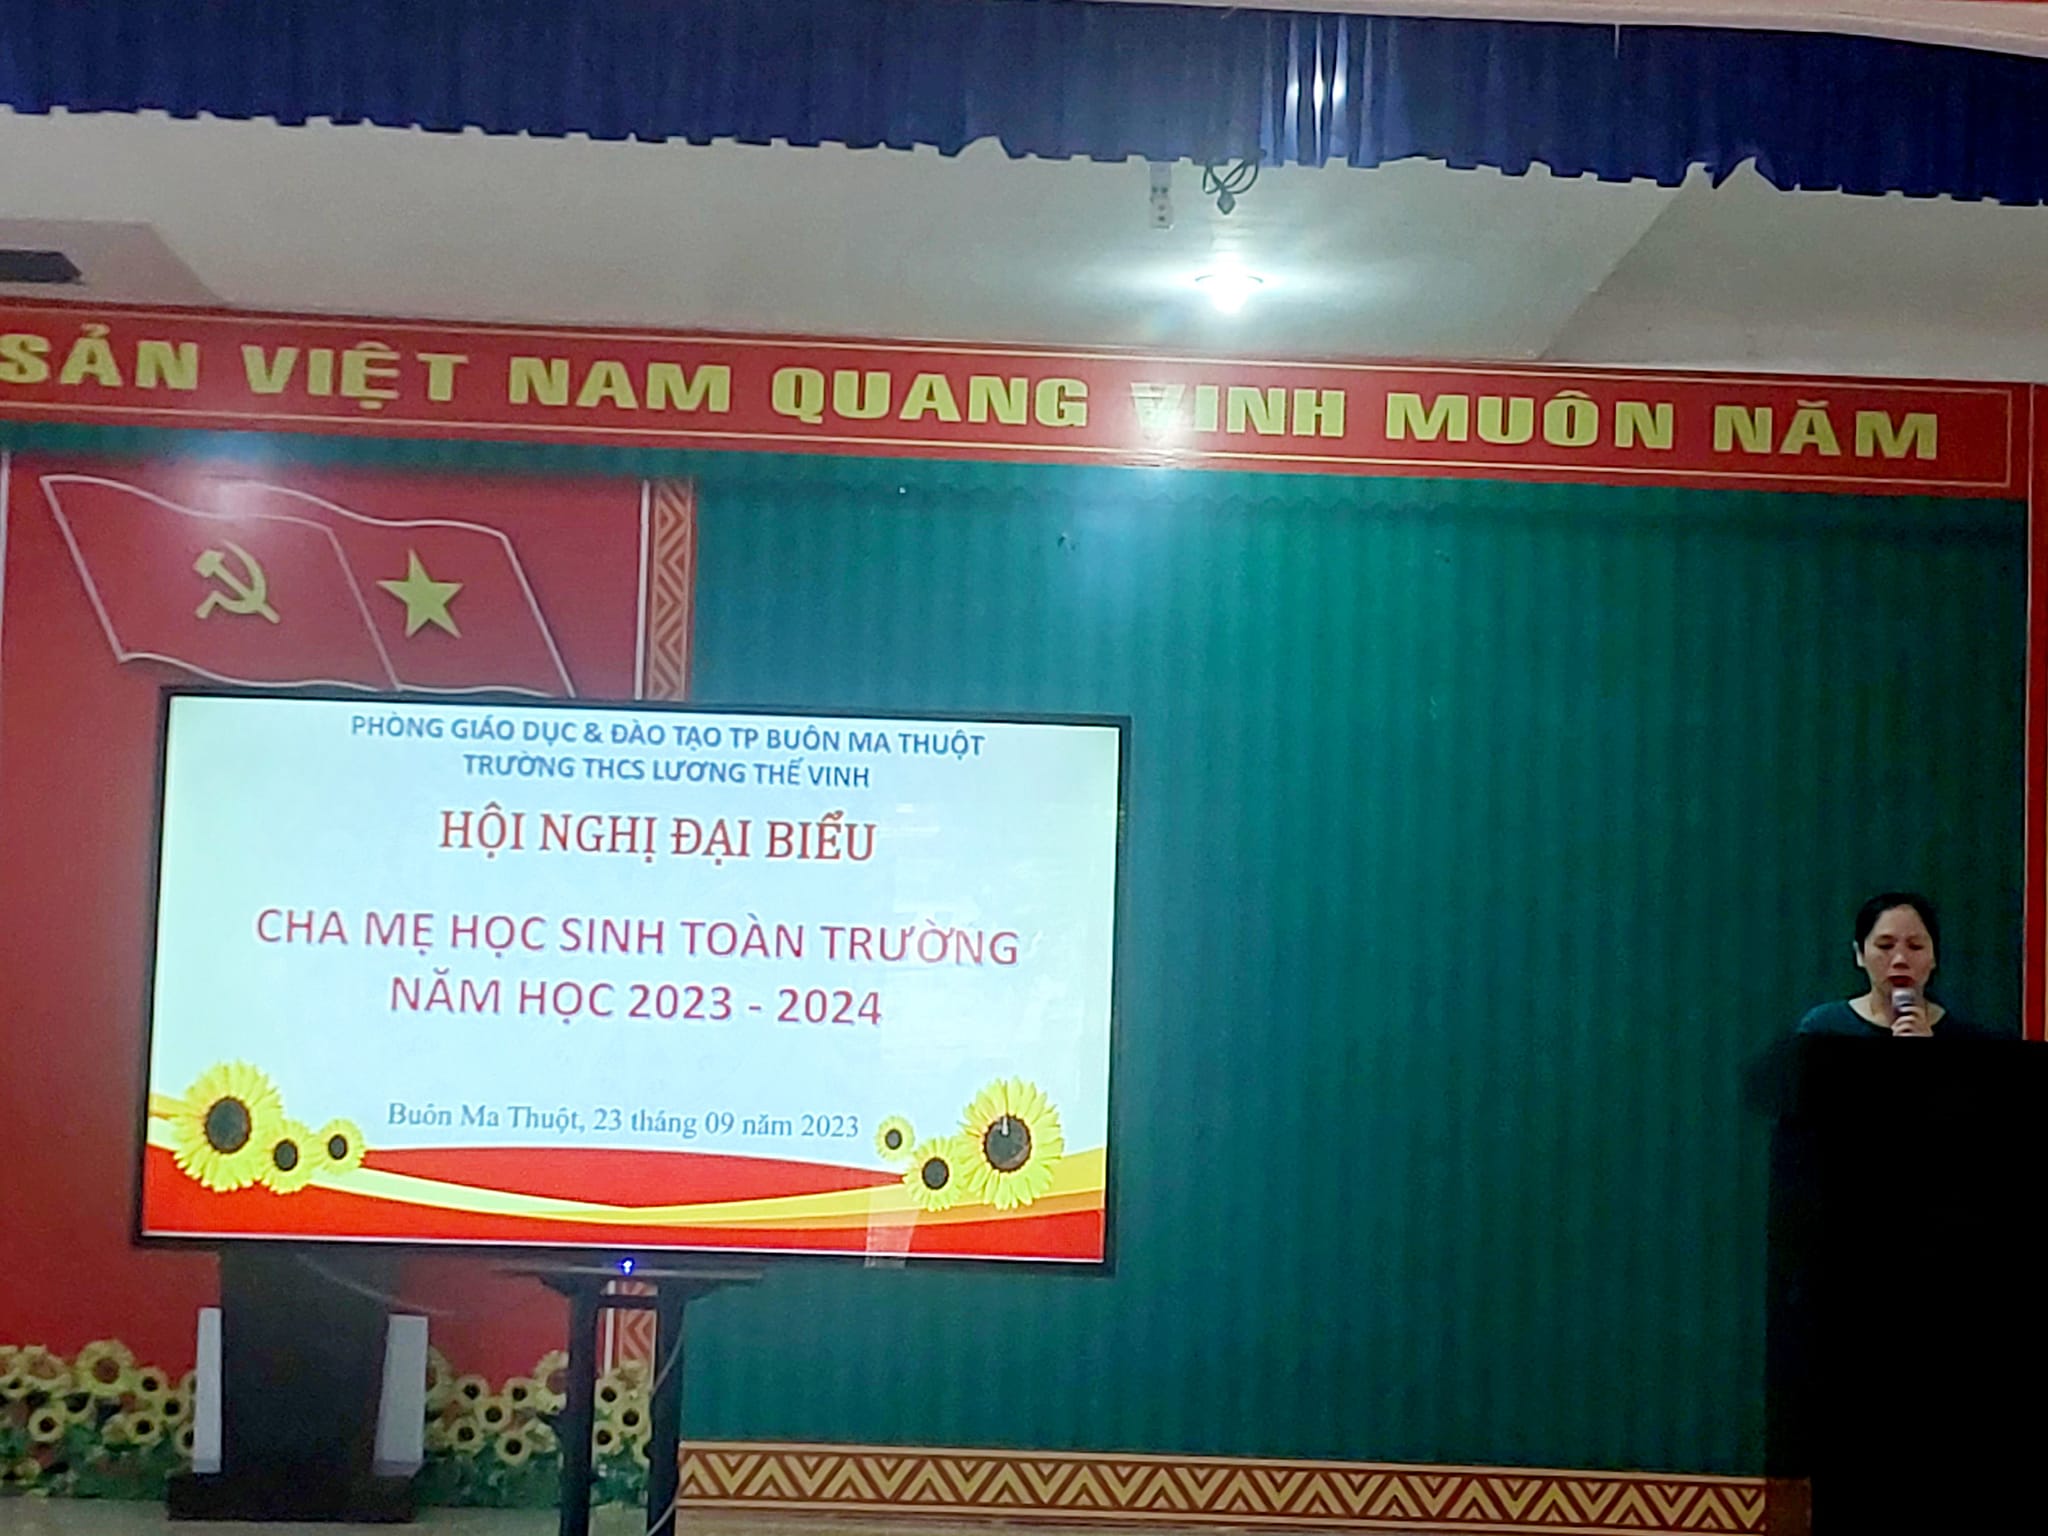 SẢN VIỆT NAM QUANG VINH MUÔN NĂM
PHÒNG GIÁO DỤC & ĐÀO TẠO TP BUÔN MA THUỘT
TRƯỜNG THCS LƯƠNG THẾ VINH
HỘI NGHỊ ĐẠI BIỂU
CHA MẸ HỌC SINH TOÀN TRƯỜNG
NĂM HỌC 2023 - 2024
Buôn Ma Thuột, 23 tháng 09 năm 2023